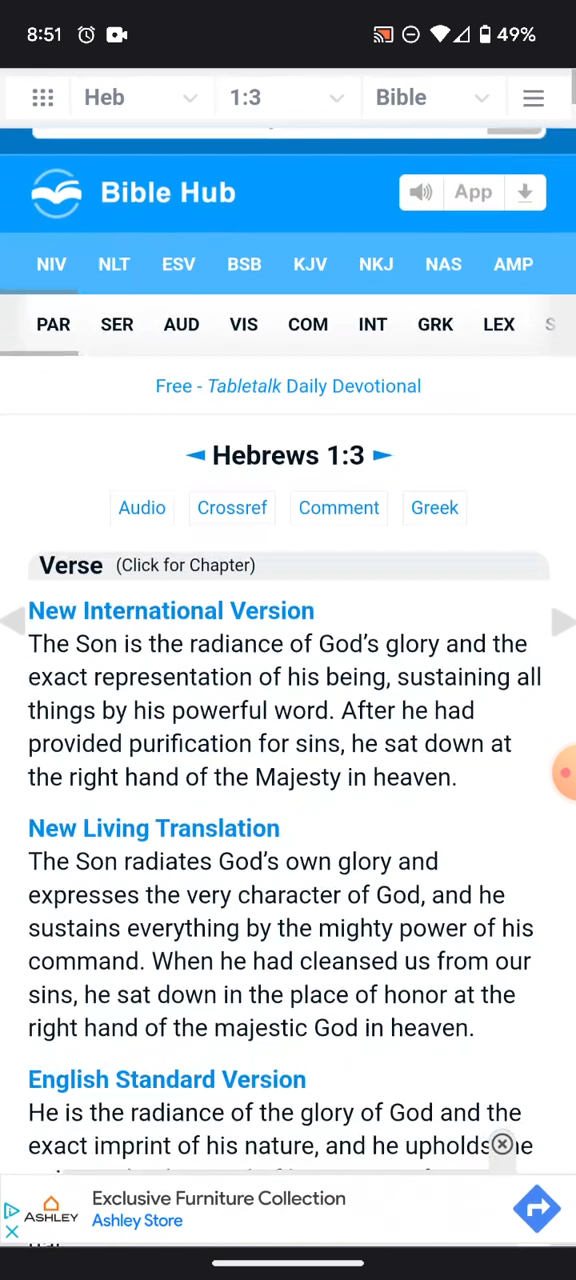 8:51 49%
Heb 1:3 Bible
Bible Hub App
NIV NLT ESV BSB KJV NKJ NAS AMP
PAR SER AUD VIS COM INT GRK LEX S
Free - Tabletalk Daily Devotional
◄ Hebrews 1:3 ►
Audio Crossref Comment Greek
Verse (Click for Chapter)
New International Version
The Son is the radiance of God’s glory and the
exact representation of his being, sustaining all
things by his powerful word. After he had
provided purification for sins, he sat down at
the right hand of the Majesty in heaven.
New Living Translation
The Son radiates God’s own glory and
expresses the very character of God, and he
sustains everything by the mighty power of his
command. When he had cleansed us from our
sins, he sat down in the place of honor at the
right hand of the majestic God in heaven.
English Standard Version
He is the radiance of the glory of God and the
exact imprint of his nature, and he upholds
Exclusive Furniture Collection
ASHLEY
Ashley Store